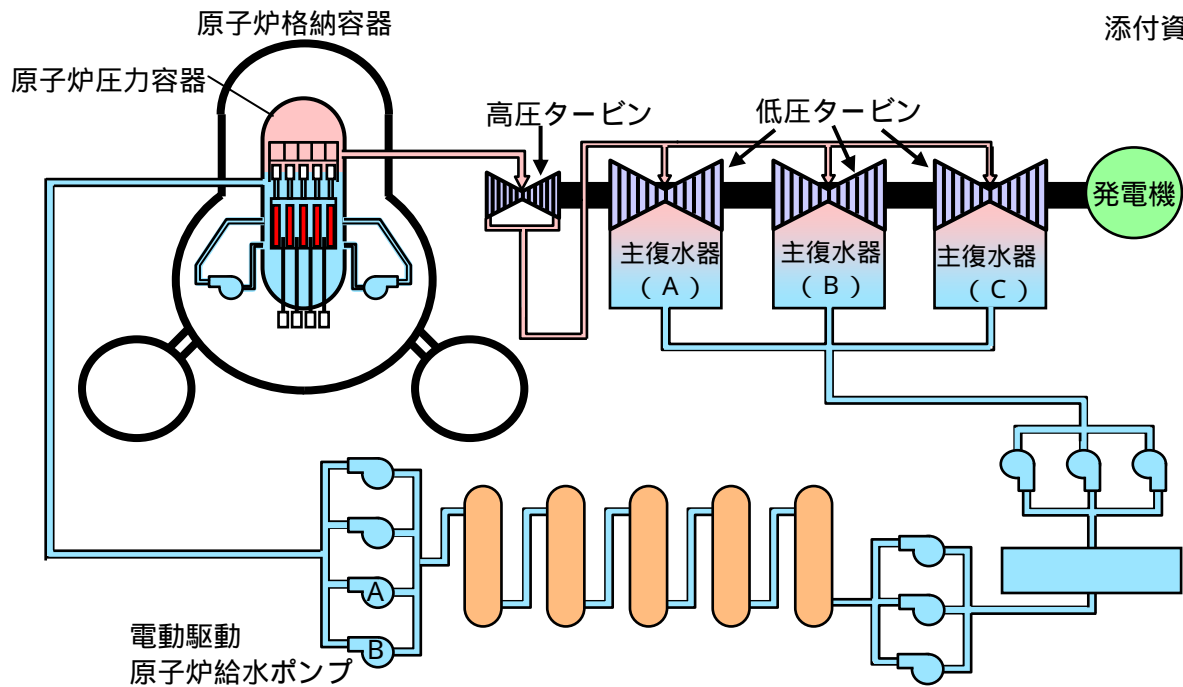 原子炉格納容器
添付資
原子炉圧力容器
高圧タービン
低圧タービン
発電機
主復水器
(A)
主復水器
(B)
主復水器
(C)
A
B
電動駆動
原子炉給水ポンプ